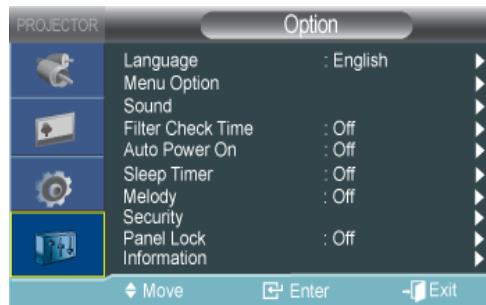 PROJECTOR
Option
Language : English
Menu Option
Sound
Filter Check Time : Off
Auto Power On : Off
Sleep Timer : Off
Melody : Off
Security
Panel Lock : Off
Information
Move Enter Exit